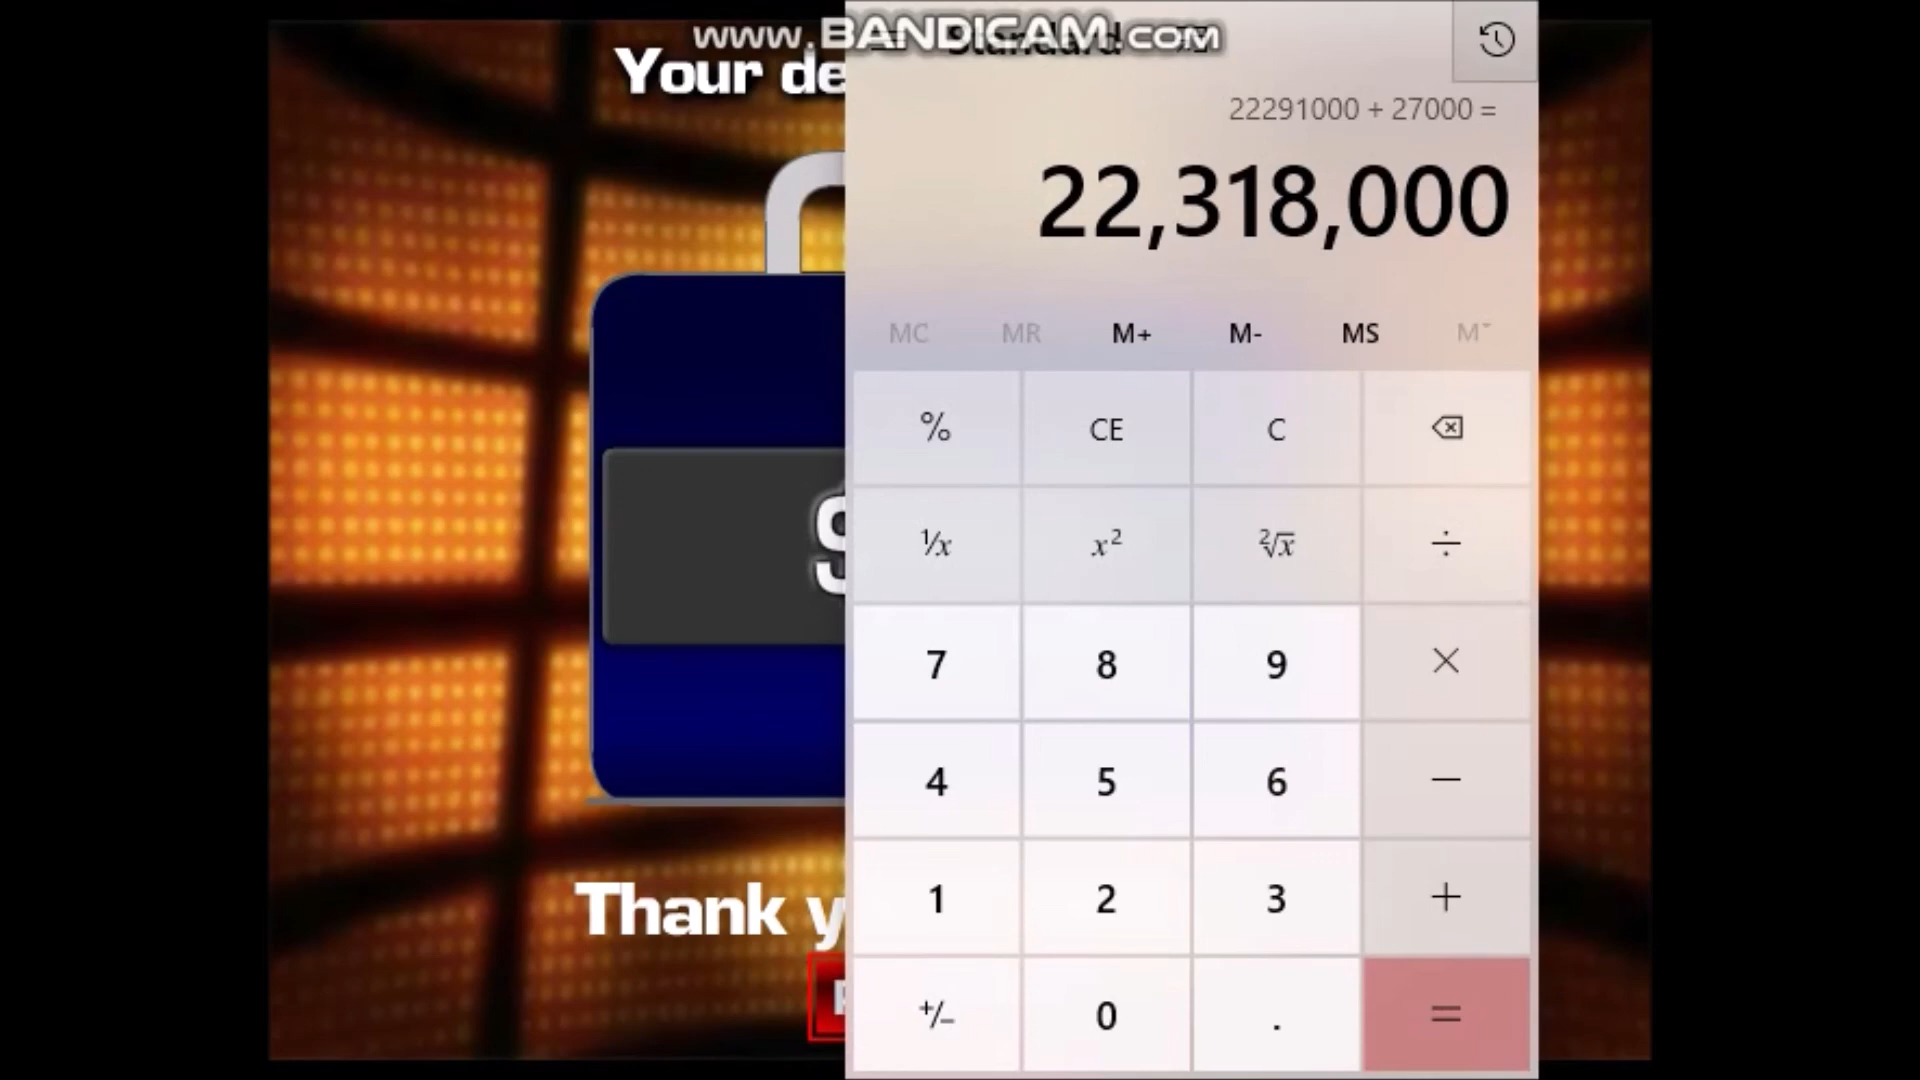 www.BANDICAM.com
Standard
Your de
22291000 + 27000 =
22,318,000
MC MR M+ M- MS M˅
% CE C
¹/x x² ²√x ÷
$
7 8 9 ×
4 5 6 −
1 2 3 +
Thank y
+/− 0 . =